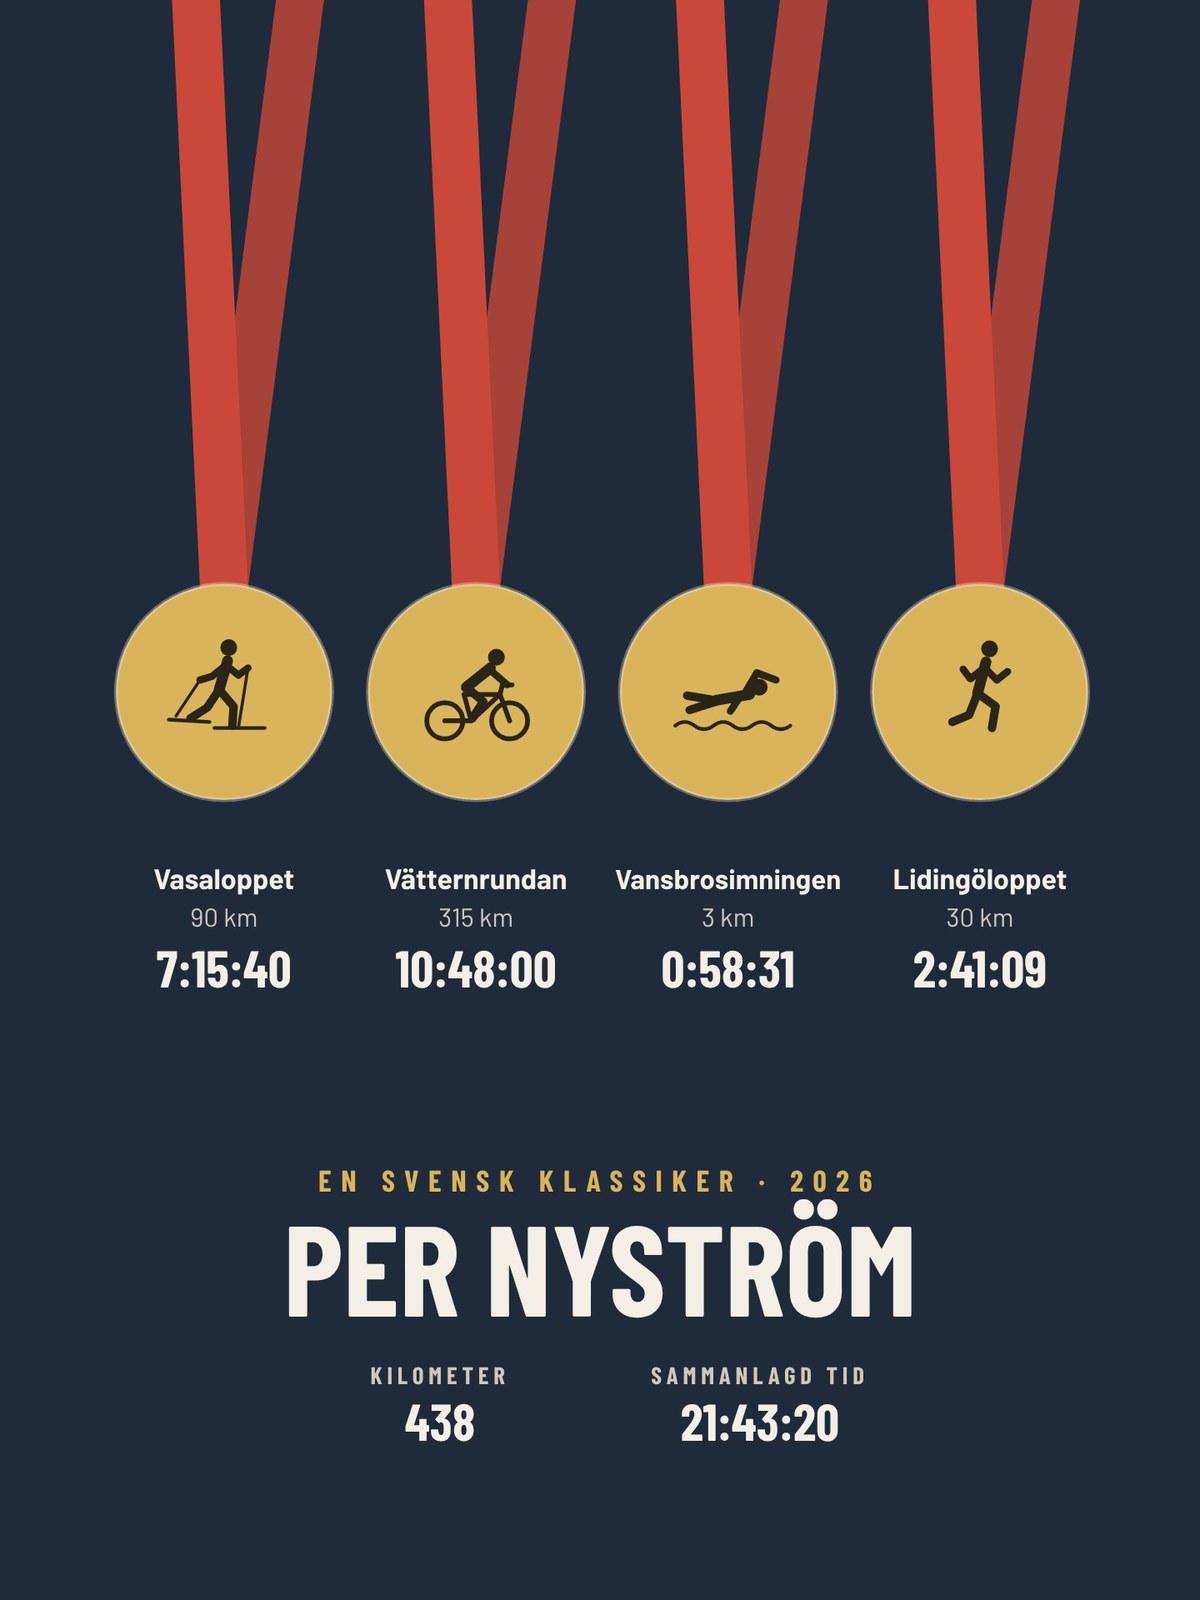 Vasaloppet Vätternrundan Vansbrosimningen Lidingöloppet
90 km 315 km 3 km 30 km
7:15:40 10:48:00 0:58:31 2:41:09
EN SVENSK KLASSIKER · 2026
PER NYSTRÖM
KILOMETER SAMMANLAGD TID
438 21:43:20